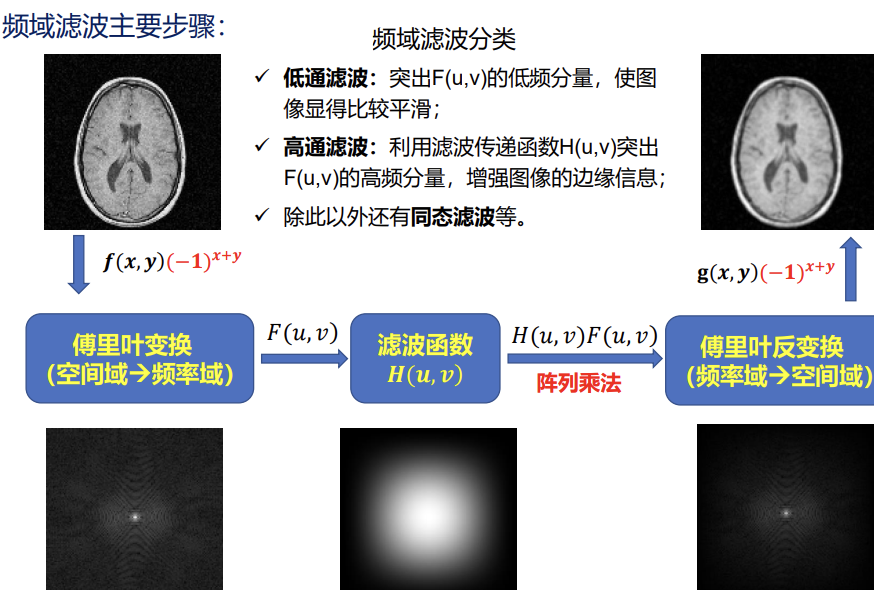 频域滤波主要步骤：
频域滤波分类
✓ 低通滤波：突出F(u,v)的低频分量，使图
像显得比较平滑；
✓ 高通滤波：利用滤波传递函数H(u,v)突出
F(u,v)的高频分量，增强图像的边缘信息；
✓ 除此以外还有同态滤波等。
f(x,y)(−1)^{x+y}
g(x,y)(−1)^{x+y}
傅里叶变换
（空间域→频率域）
F(u,v)
滤波函数
H(u,v)
H(u,v)F(u,v)
阵列乘法
傅里叶反变换
（频率域→空间域）